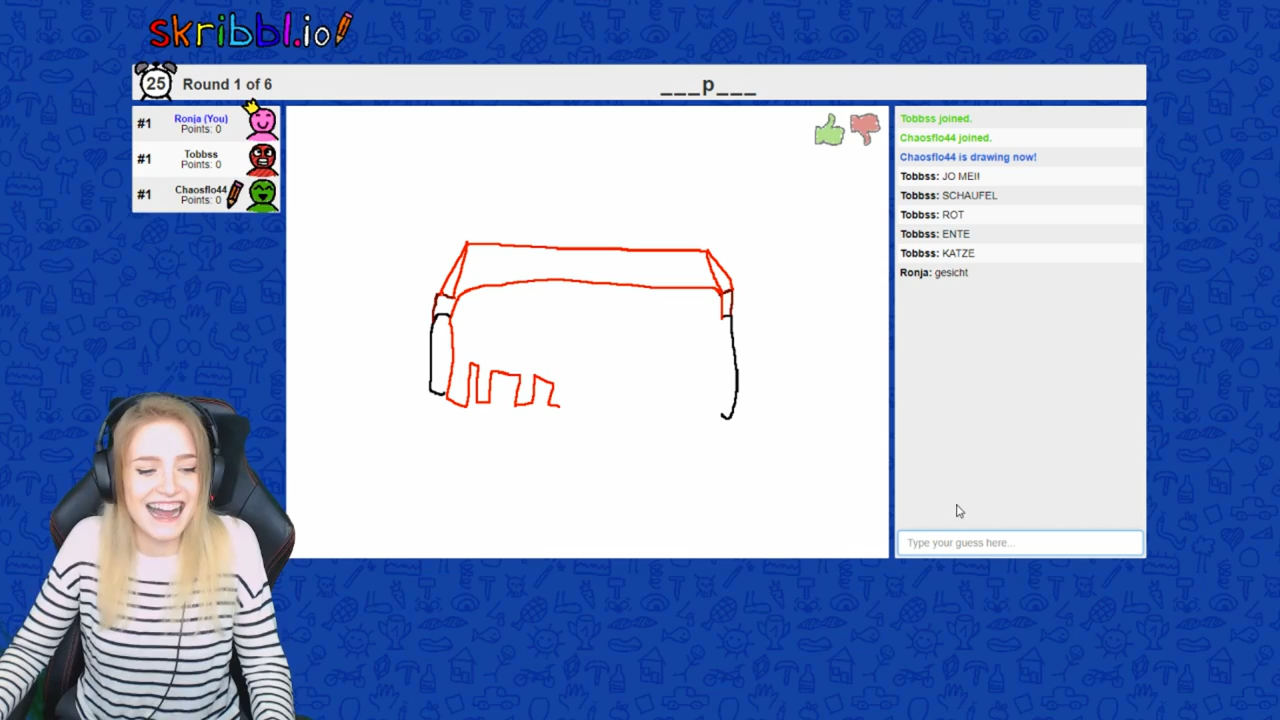 skribbl.io
25 Round 1 of 6
___p___
#1 Ronja (You)
Points: 0
#1 Tobbss
Points: 0
#1 Chaosflo44
Points: 0
Tobbss joined.
Chaosflo44 joined.
Chaosflo44 is drawing now!
Tobbss: JO MEI!
Tobbss: SCHAUFEL
Tobbss: ROT
Tobbss: ENTE
Tobbss: KATZE
Ronja: gesicht
Type your guess here...